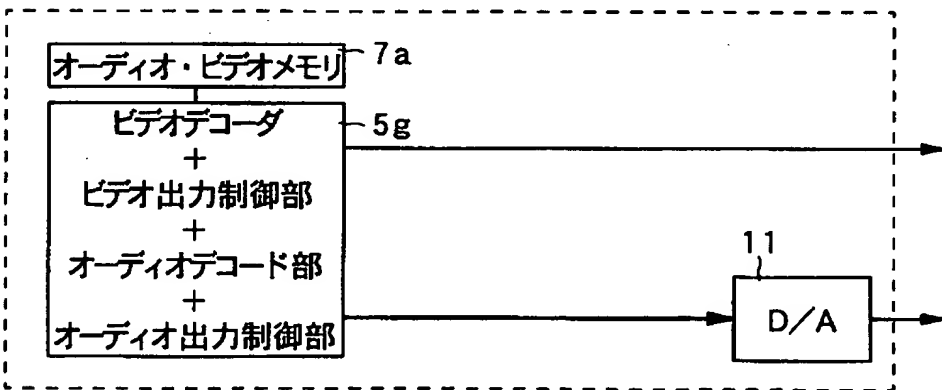 オーディオ・ビデオメモリ
7a
ビデオデコーダ
5g
+
ビデオ出力制御部
+
オーディオデコード部
+
オーディオ出力制御部
11
D/A